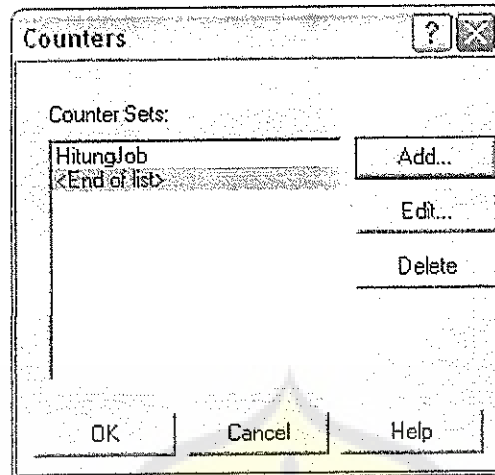 Counters
?
Counter Sets:
HitungJob
<End of list>
Add...
Edit...
Delete
OK
Cancel
Help